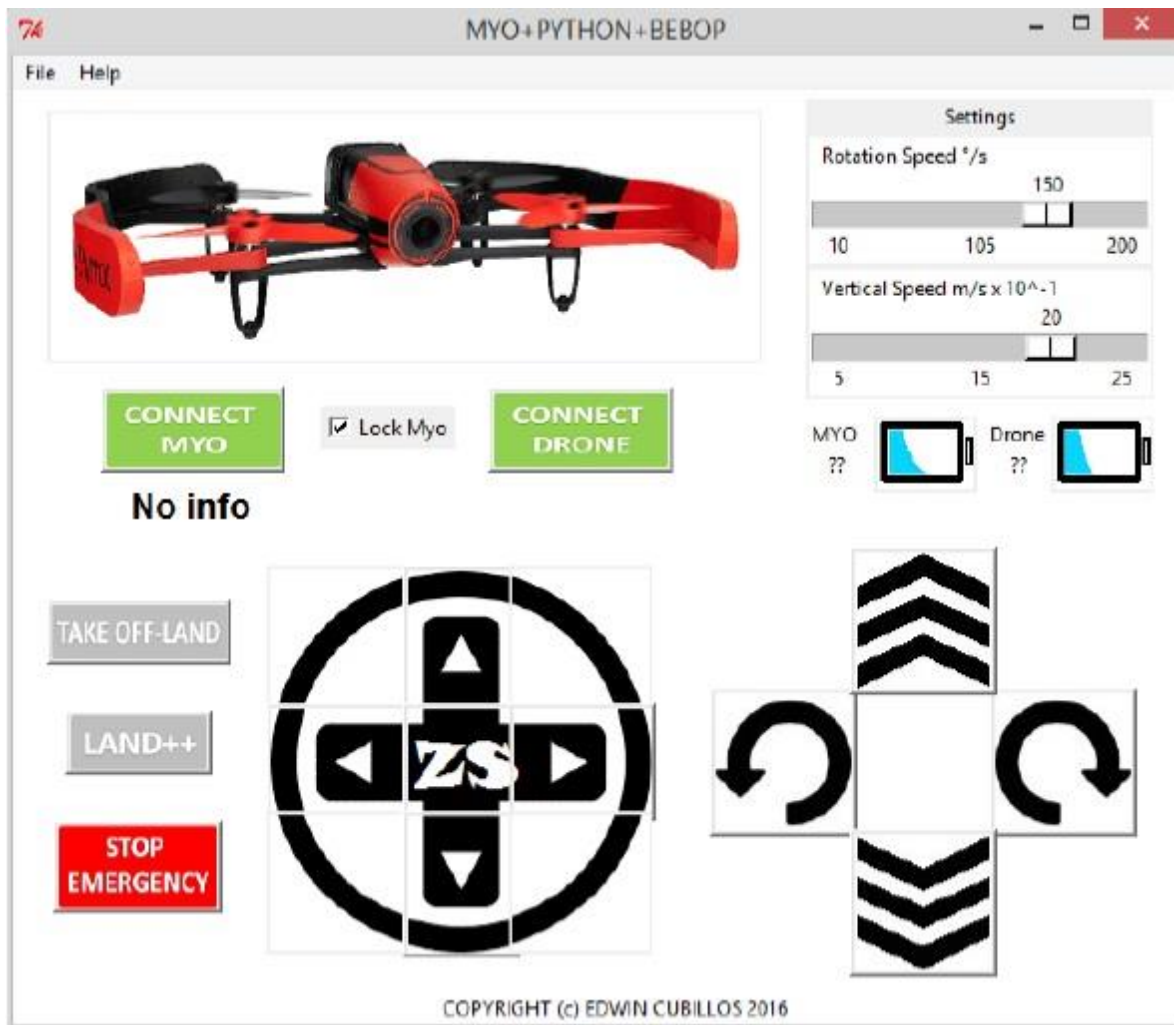 MYO+PYTHON+BEBOP
File Help
Settings
Rotation Speed °/s
150
10 105 200
Vertical Speed m/s x 10^-1
20
5 15 25
CONNECT
MYO
Lock Myo
CONNECT
DRONE
MYO
??
Drone
??
No info
TAKE OFF-LAND
LAND++
STOP
EMERGENCY
ZS
COPYRIGHT (c) EDWIN CUBILLOS 2016